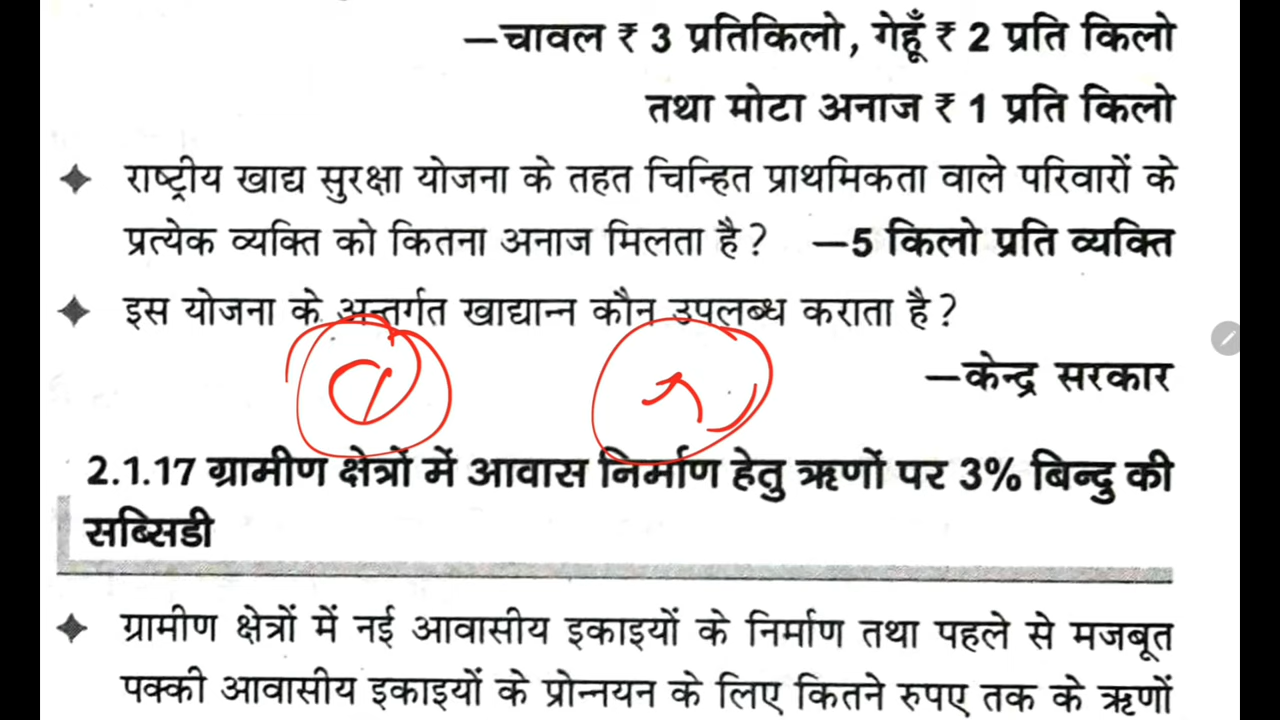 —चावल ₹ 3 प्रतिकिलो, गेहूँ ₹ 2 प्रति किलो
तथा मोटा अनाज ₹ 1 प्रति किलो
राष्ट्रीय खाद्य सुरक्षा योजना के तहत चिन्हित प्राथमिकता वाले परिवारों के
प्रत्येक व्यक्ति को कितना अनाज मिलता है? —5 किलो प्रति व्यक्ति
इस योजना के अन्तर्गत खाद्यान्न कौन उपलब्ध कराता है?
—केन्द्र सरकार
2.1.17 ग्रामीण क्षेत्रों में आवास निर्माण हेतु ऋणों पर 3% बिन्दु की
सब्सिडी
ग्रामीण क्षेत्रों में नई आवासीय इकाइयों के निर्माण तथा पहले से मजबूत
पक्की आवासीय इकाइयों के प्रोन्नयन के लिए कितने रुपए तक के ऋणों